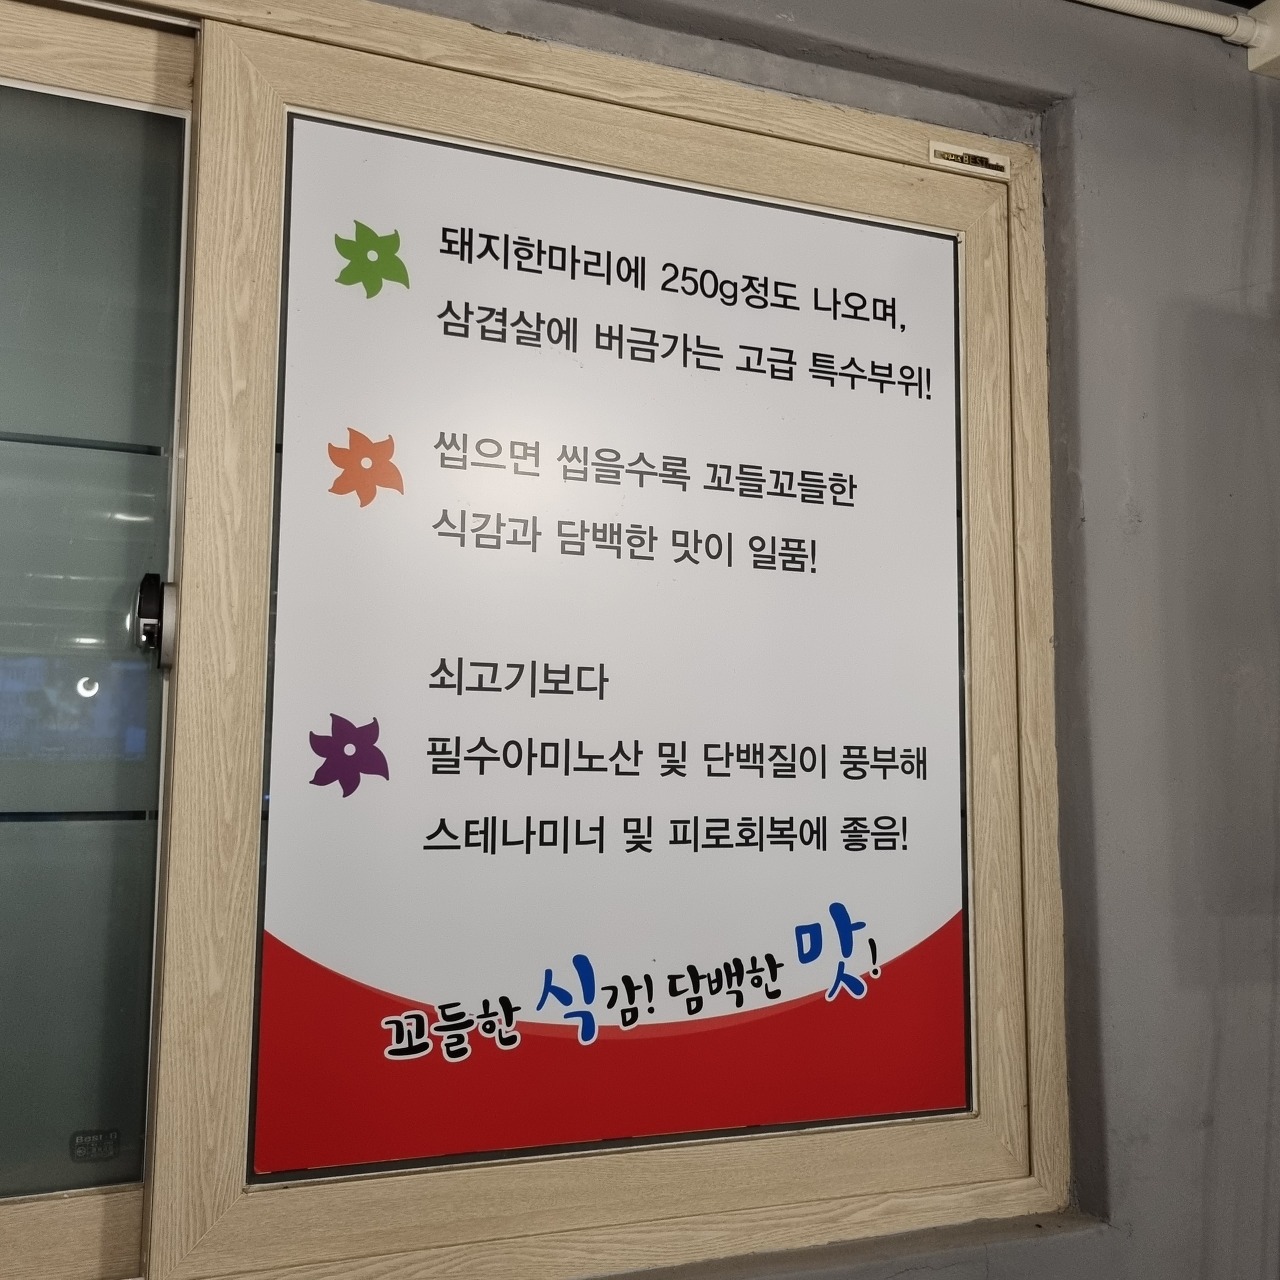 돼지한마리에 250g정도 나오며,
삼겹살에 버금가는 고급 특수부위!
씹으면 씹을수록 꼬들꼬들한
식감과 담백한 맛이 일품!
쇠고기보다
필수아미노산 및 단백질이 풍부해
스테나미너 및 피로회복에 좋음!
꼬들한 식감! 담백한 맛!